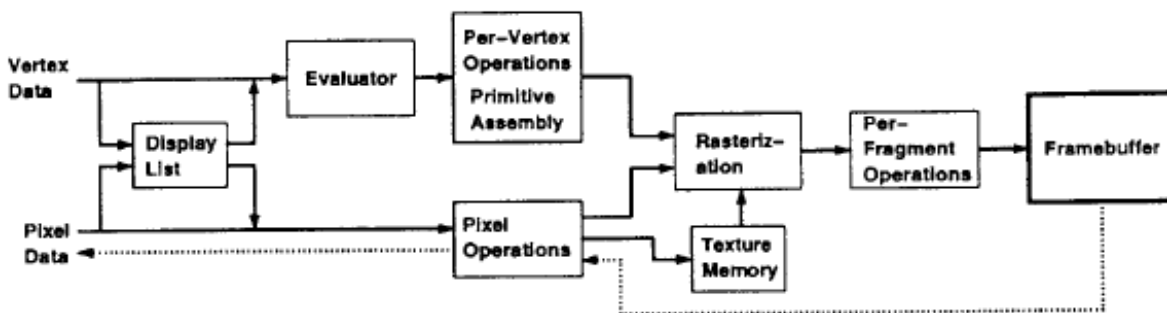 Vertex
Data
Evaluator
Per-Vertex
Operations
Primitive
Assembly
Display
List
Rasteriz-
ation
Per-
Fragment
Operations
Framebuffer
Pixel
Data
Pixel
Operations
Texture
Memory